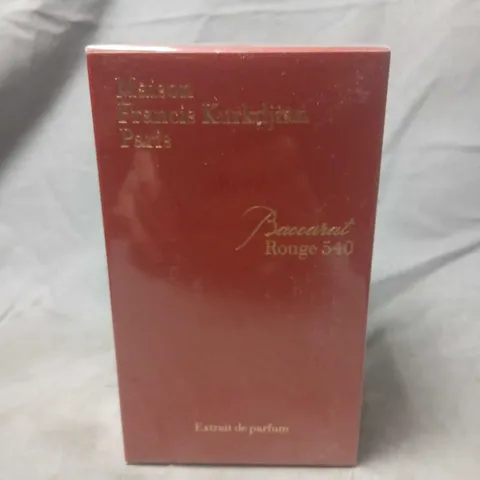 Maison
Francis Kurkdjian
Paris
Baccarat
Rouge 540
Extrait de parfum